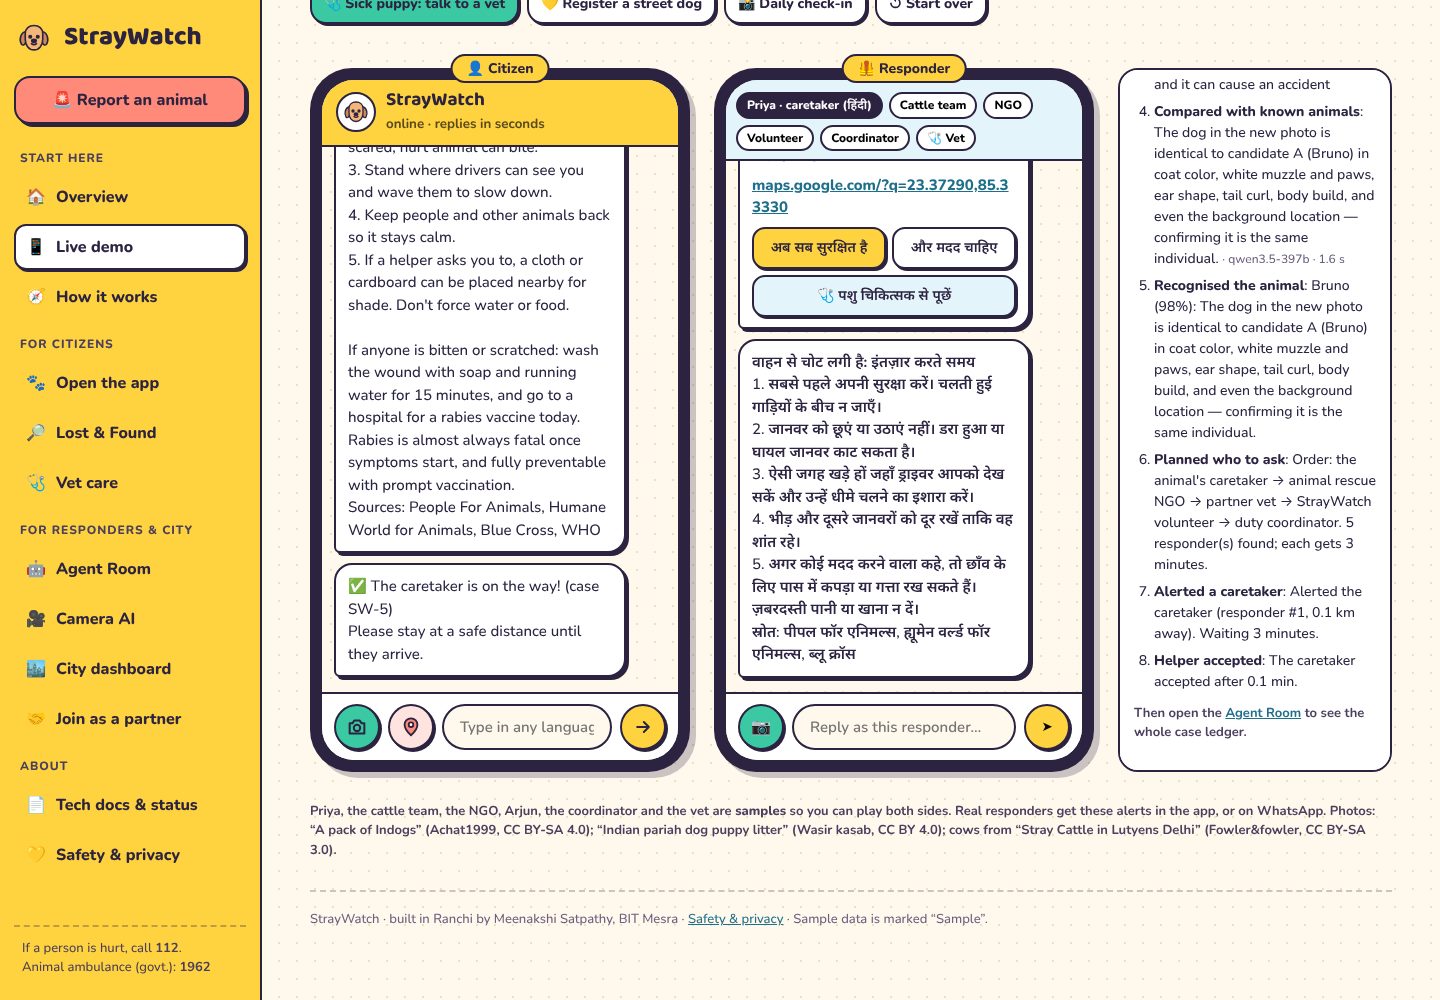 StrayWatch
🚨 Report an animal
START HERE
🏠 Overview
📱 Live demo
🧭 How it works
FOR CITIZENS
🐾 Open the app
🔎 Lost & Found
🩺 Vet care
FOR RESPONDERS & CITY
🤖 Agent Room
🎥 Camera AI
🏙️ City dashboard
🤝 Join as a partner
ABOUT
📄 Tech docs & status
💛 Safety & privacy
If a person is hurt, call 112.
Animal ambulance (govt.): 1962
🩺 Sick puppy: talk to a vet
💛 Register a street dog
📸 Daily check-in
↺ Start over
👤 Citizen
StrayWatch
online · replies in seconds
scared, hurt animal can bite.
3. Stand where drivers can see you
and wave them to slow down.
4. Keep people and other animals back
so it stays calm.
5. If a helper asks you to, a cloth or
cardboard can be placed nearby for
shade. Don't force water or food.
If anyone is bitten or scratched: wash
the wound with soap and running
water for 15 minutes, and go to a
hospital for a rabies vaccine today.
Rabies is almost always fatal once
symptoms start, and fully preventable
with prompt vaccination.
Sources: People For Animals, Humane
World for Animals, Blue Cross, WHO
✅ The caretaker is on the way! (case
SW-5)
Please stay at a safe distance until
they arrive.
Type in any languag
🦺 Responder
Priya · caretaker (हिंदी)
Cattle team
NGO
Volunteer
Coordinator
🩺 Vet
maps.google.com/?q=23.37290,85.3
3330
अब सब सुरक्षित है
और मदद चाहिए
🩺 पशु चिकित्सक से पूछें
वाहन से चोट लगी है: इंतज़ार करते समय
1. सबसे पहले अपनी सुरक्षा करें। चलती हुई
गाड़ियों के बीच न जाएँ।
2. जानवर को छूएं या उठाएं नहीं। डरा हुआ या
घायल जानवर काट सकता है।
3. ऐसी जगह खड़े हों जहाँ ड्राइवर आपको देख
सकें और उन्हें धीमे चलने का इशारा करें।
4. भीड़ और दूसरे जानवरों को दूर रखें ताकि वह
शांत रहे।
5. अगर कोई मदद करने वाला कहे, तो छाँव के
लिए पास में कपड़ा या गत्ता रख सकते हैं।
ज़बरदस्ती पानी या खाना न दें।
स्रोत: पीपल फॉर एनिमल्स, ह्यूमेन वर्ल्ड फॉर
एनिमल्स, ब्लू क्रॉस
Reply as this responder...
and it can cause an accident
4. Compared with known animals:
The dog in the new photo is
identical to candidate A (Bruno) in
coat color, white muzzle and paws,
ear shape, tail curl, body build, and
even the background location —
confirming it is the same
individual. · qwen3.5-397b · 1.6 s
5. Recognised the animal: Bruno
(98%): The dog in the new photo
is identical to candidate A (Bruno)
in coat color, white muzzle and
paws, ear shape, tail curl, body
build, and even the background
location — confirming it is the
same individual.
6. Planned who to ask: Order: the
animal's caretaker → animal rescue
NGO → partner vet → StrayWatch
volunteer → duty coordinator. 5
responder(s) found; each gets 3
minutes.
7. Alerted a caretaker: Alerted the
caretaker (responder #1, 0.1 km
away). Waiting 3 minutes.
8. Helper accepted: The caretaker
accepted after 0.1 min.
Then open the Agent Room to see the
whole case ledger.
Priya, the cattle team, the NGO, Arjun, the coordinator and the vet are samples so you can play both sides. Real responders get these alerts in the app, or on WhatsApp. Photos:
“A pack of Indogs” (Achat1999, CC BY-SA 4.0); “Indian pariah dog puppy litter” (Wasir kasab, CC BY 4.0); cows from “Stray Cattle in Lutyens Delhi” (Fowler&fowler, CC BY-SA
3.0).
StrayWatch · built in Ranchi by Meenakshi Satpathy, BIT Mesra · Safety & privacy · Sample data is marked “Sample”.